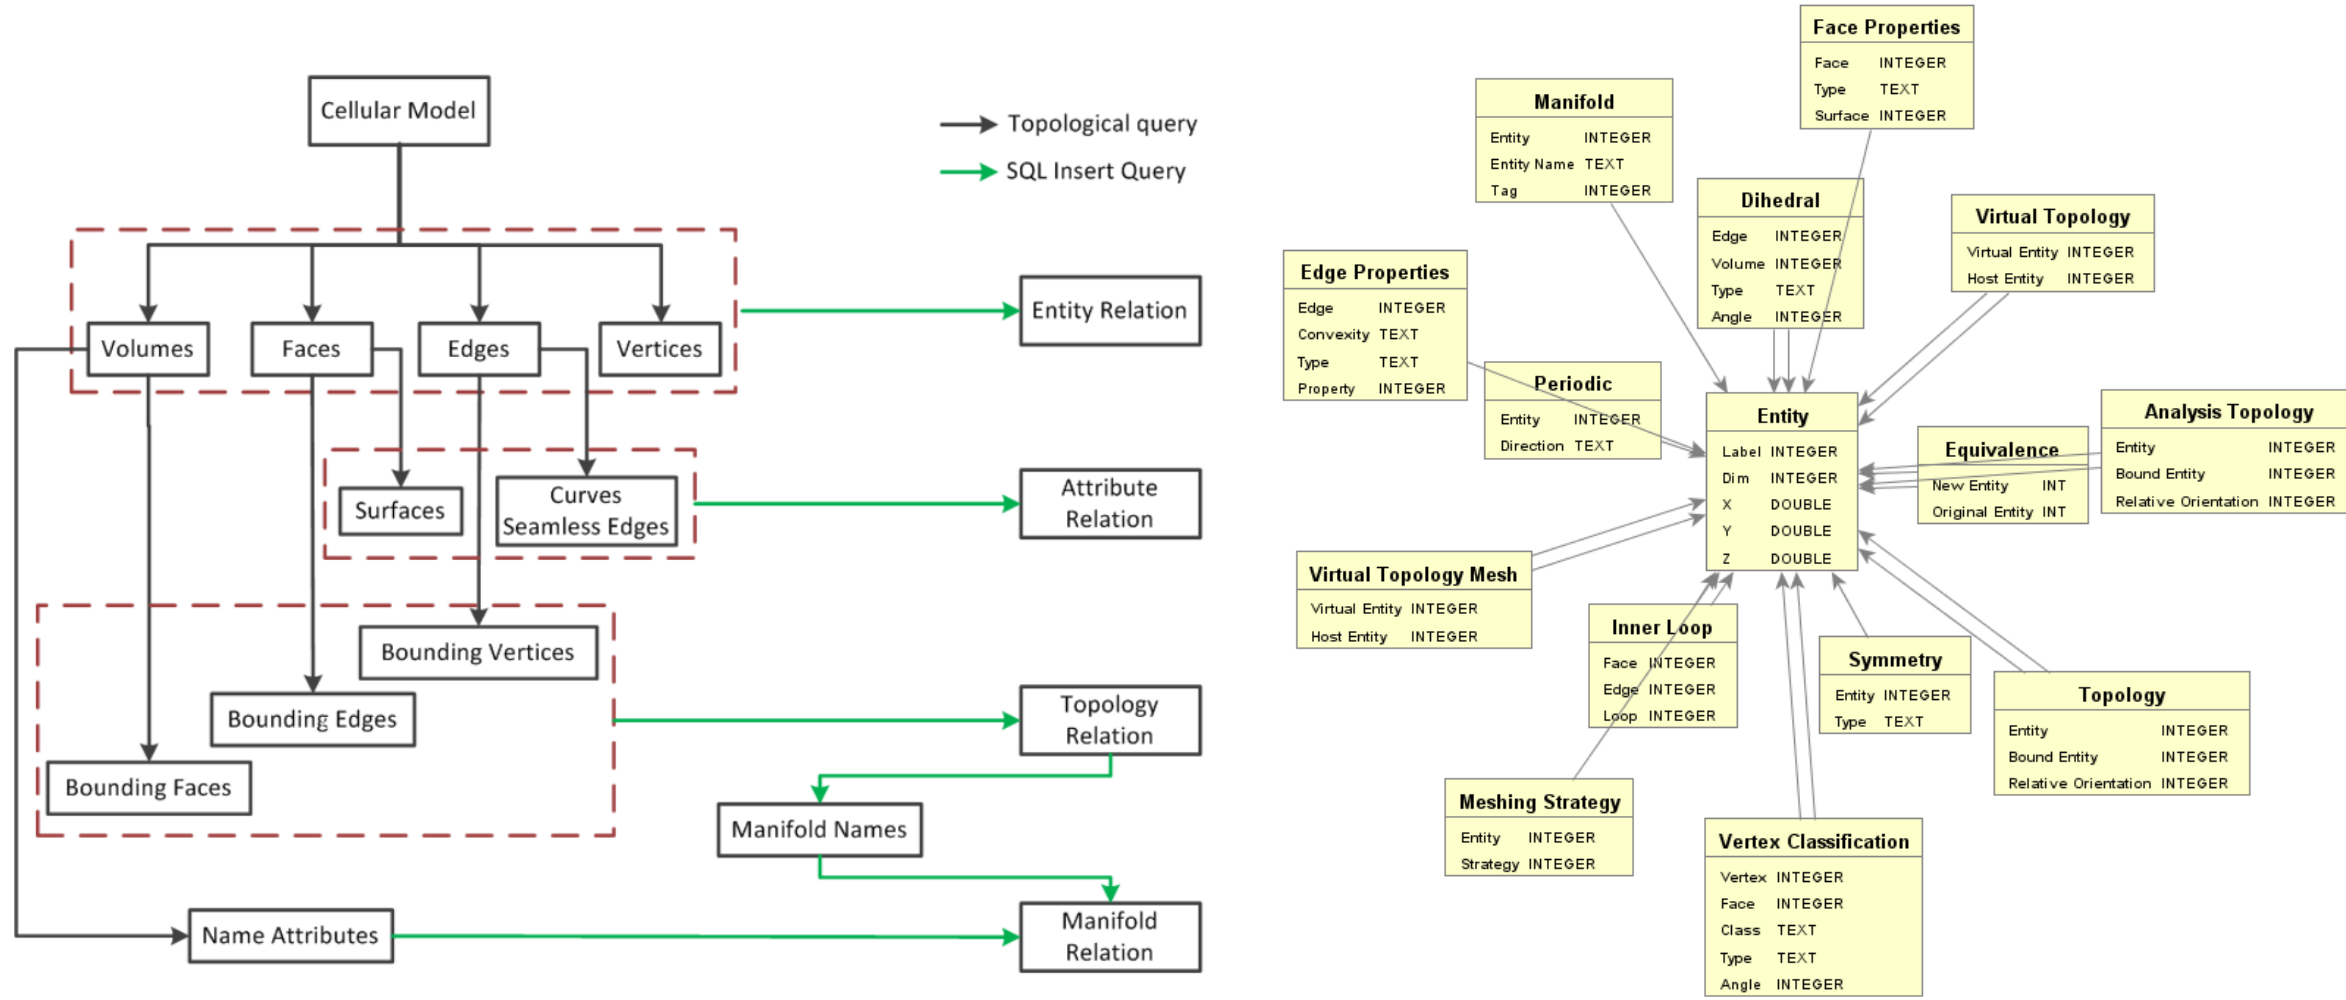 Cellular Model
Topological query
SQL Insert Query
Volumes
Faces
Edges
Vertices
Entity Relation
Surfaces
Curves
Seamless Edges
Attribute
Relation
Bounding Vertices
Bounding Edges
Bounding Faces
Topology
Relation
Manifold Names
Name Attributes
Manifold
Relation
Face Properties
Face INTEGER
Type TEXT
Surface INTEGER
Manifold
Entity INTEGER
Entity Name TEXT
Tag INTEGER
Dihedral
Edge INTEGER
Volume INTEGER
Type TEXT
Angle INTEGER
Virtual Topology
Virtual Entity INTEGER
Host Entity INTEGER
Edge Properties
Edge INTEGER
Convexity TEXT
Type TEXT
Property INTEGER
Periodic
Entity INTEGER
Direction TEXT
Entity
Label INTEGER
Dim INTEGER
X DOUBLE
Y DOUBLE
Z DOUBLE
Equivalence
New Entity INT
Original Entity INT
Analysis Topology
Entity INTEGER
Bound Entity INTEGER
Relative Orientation INTEGER
Virtual Topology Mesh
Virtual Entity INTEGER
Host Entity INTEGER
Inner Loop
Face INTEGER
Edge INTEGER
Loop INTEGER
Symmetry
Entity INTEGER
Type TEXT
Topology
Entity INTEGER
Bound Entity INTEGER
Relative Orientation INTEGER
Meshing Strategy
Entity INTEGER
Strategy INTEGER
Vertex Classification
Vertex INTEGER
Face INTEGER
Class TEXT
Type TEXT
Angle INTEGER